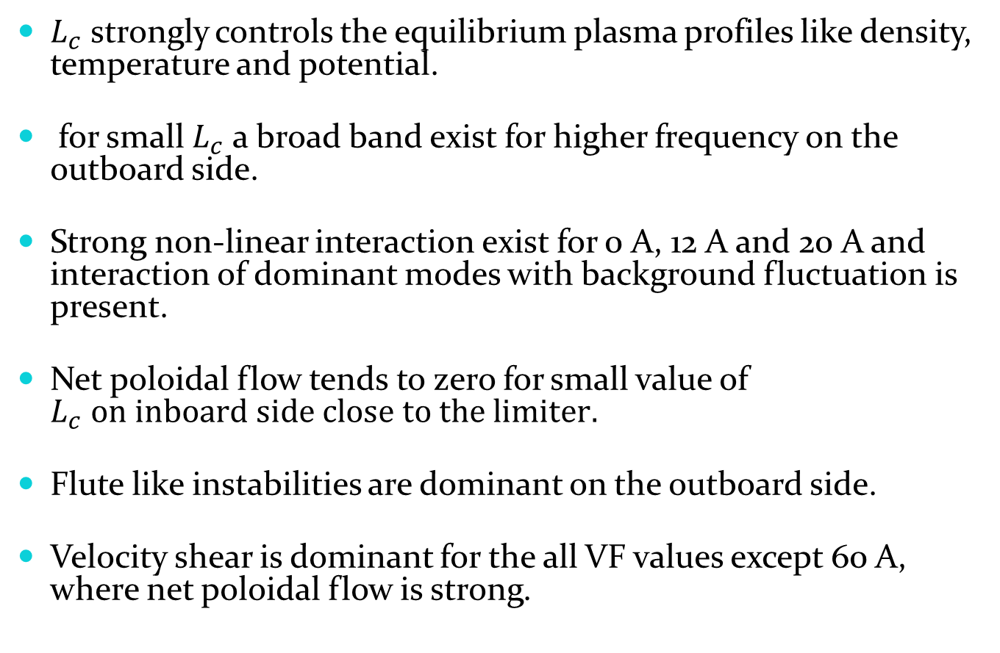 • L_c strongly controls the equilibrium plasma profiles like density,
temperature and potential.
• for small L_c a broad band exist for higher frequency on the
outboard side.
• Strong non-linear interaction exist for 0 A, 12 A and 20 A and
interaction of dominant modes with background fluctuation is
present.
• Net poloidal flow tends to zero for small value of
L_c on inboard side close to the limiter.
• Flute like instabilities are dominant on the outboard side.
• Velocity shear is dominant for the all VF values except 60 A,
where net poloidal flow is strong.